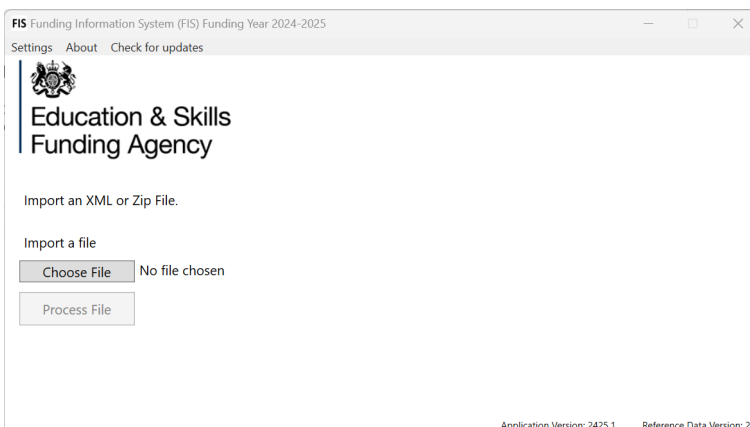 FIS Funding Information System (FIS) Funding Year 2024-2025
Settings About Check for updates
Education & Skills
Funding Agency
Import an XML or Zip File.
Import a file
Choose File No file chosen
Process File
Application Version: 2425.1 Reference Data Version: 2